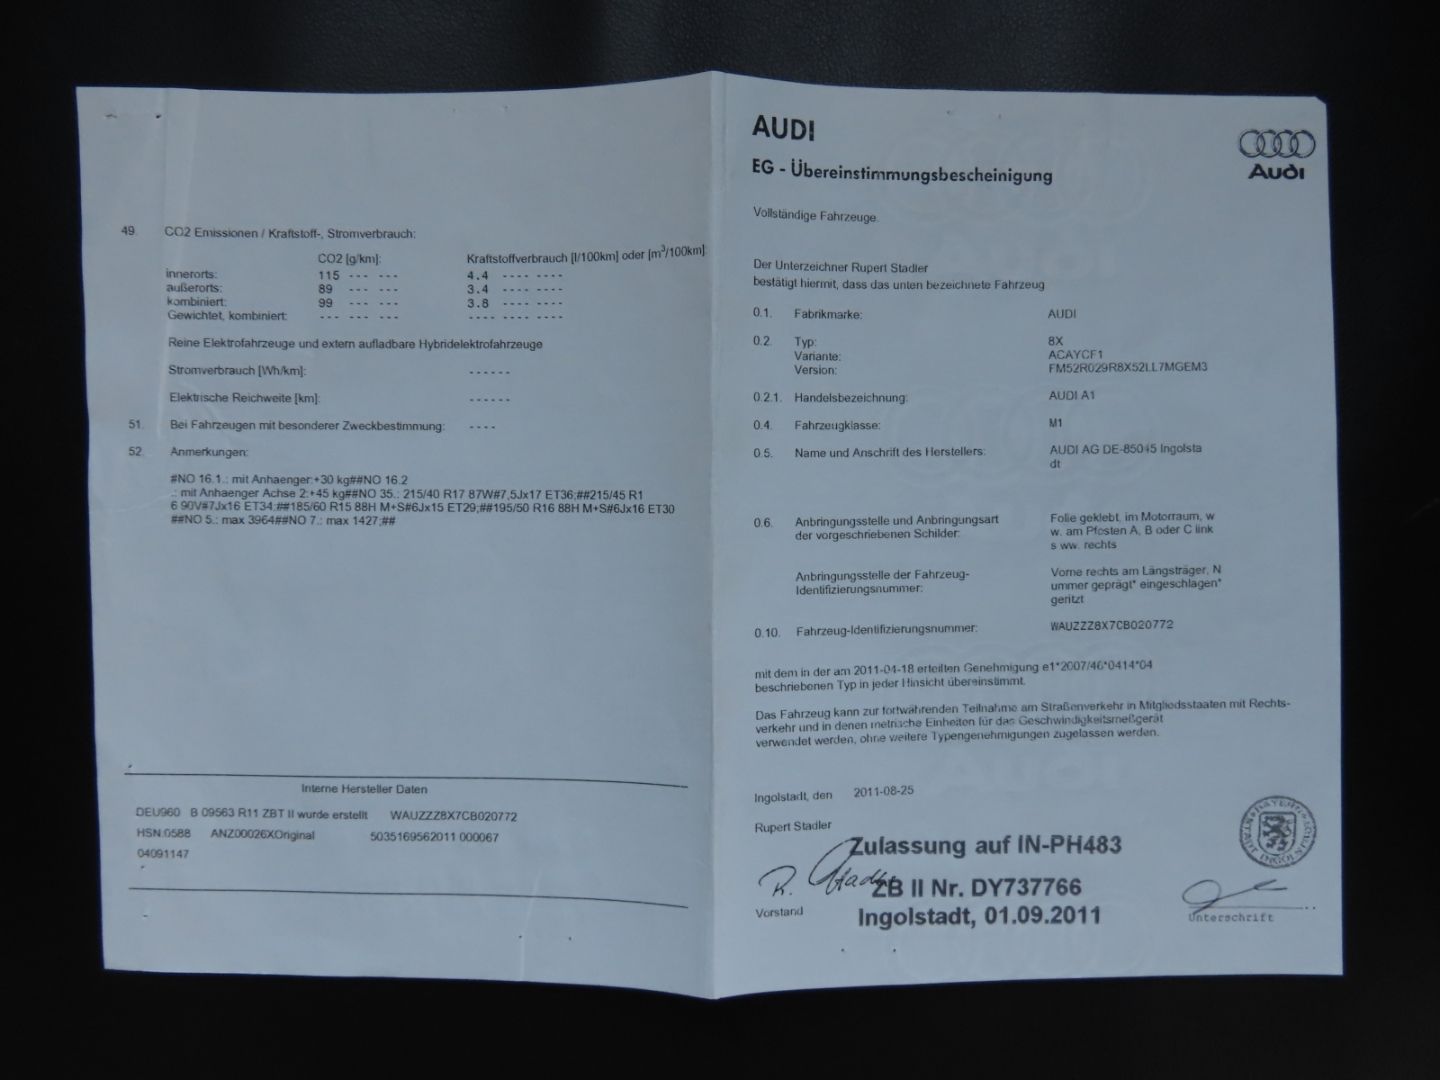 49. CO2 Emissionen / Kraftstoff-, Stromverbrauch:
CO2 [g/km]: Kraftstoffverbrauch [l/100km] oder [m³/100km]:
innerorts: 115 --- --- 4.4 ---- ----
außerorts: 89 --- --- 3.4 ---- ----
kombiniert: 99 --- --- 3.8 ---- ----
Gewichtet, kombiniert: --- --- --- ---- ---- ----
Reine Elektrofahrzeuge und extern aufladbare Hybridelektrofahrzeuge
Stromverbrauch [Wh/km]: ------
Elektrische Reichweite [km]: ------
51. Bei Fahrzeugen mit besonderer Zweckbestimmung: ----
52. Anmerkungen:
#NO 16.1.: mit Anhaenger:+30 kg##NO 16.2
.: mit Anhaenger Achse 2:+45 kg##NO 35.: 215/40 R17 87W#7,5Jx17 ET36;##215/45 R1
6 90V#7Jx16 ET34;##185/60 R15 88H M+S#6Jx15 ET29;##195/50 R16 88H M+S#6Jx16 ET30
##NO 5.: max 3964##NO 7.: max 1427;##
Interne Hersteller Daten
DEU960 B 09563 R11 ZBT II wurde erstellt WAUZZZ8X7CB020772
HSN:0588 ANZ00026XOriginal 5035169562011 000067
04091147
AUDI
EG - Übereinstimmungsbescheinigung
Audi
Vollständige Fahrzeuge.
Der Unterzeichner Rupert Stadler
bestätigt hiermit, dass das unten bezeichnete Fahrzeug
0.1. Fabrikmarke: AUDI
0.2. Typ: 8X
Variante: ACAYCF1
Version: FM52R029R8X52LL7MGEM3
0.2.1. Handelsbezeichnung: AUDI A1
0.4. Fahrzeugklasse: M1
0.5. Name und Anschrift des Herstellers: AUDI AG DE-85045 Ingolsta
dt
0.6. Anbringungsstelle und Anbringungsart Folie geklebt, im Motorraum, w
der vorgeschriebenen Schilder: w. am Pfosten A, B oder C link
s ww. rechts
Anbringungsstelle der Fahrzeug- Vorne rechts am Längsträger, N
Identifizierungsnummer: ummer geprägt* eingeschlagen*
geritzt
0.10. Fahrzeug-Identifizierungsnummer: WAUZZZ8X7CB020772
mit dem in der am 2011-04-18 erteilten Genehmigung e1*2007/46*0414*04
beschriebenen Typ in jeder Hinsicht übereinstimmt.
Das Fahrzeug kann zur fortwährenden Teilnahme am Straßenverkehr in Mitgliedsstaaten mit Rechts-
verkehr und in denen metrische Einheiten für das Geschwindigkeitsmeßgerät
verwendet werden, ohne weitere Typengenehmigungen zugelassen werden.
Ingolstadt, den 2011-08-25
Rupert Stadler
Zulassung auf IN-PH483
R. Stadler
ZB II Nr. DY737766
Vorstand
Ingolstadt, 01.09.2011
Unterschrift